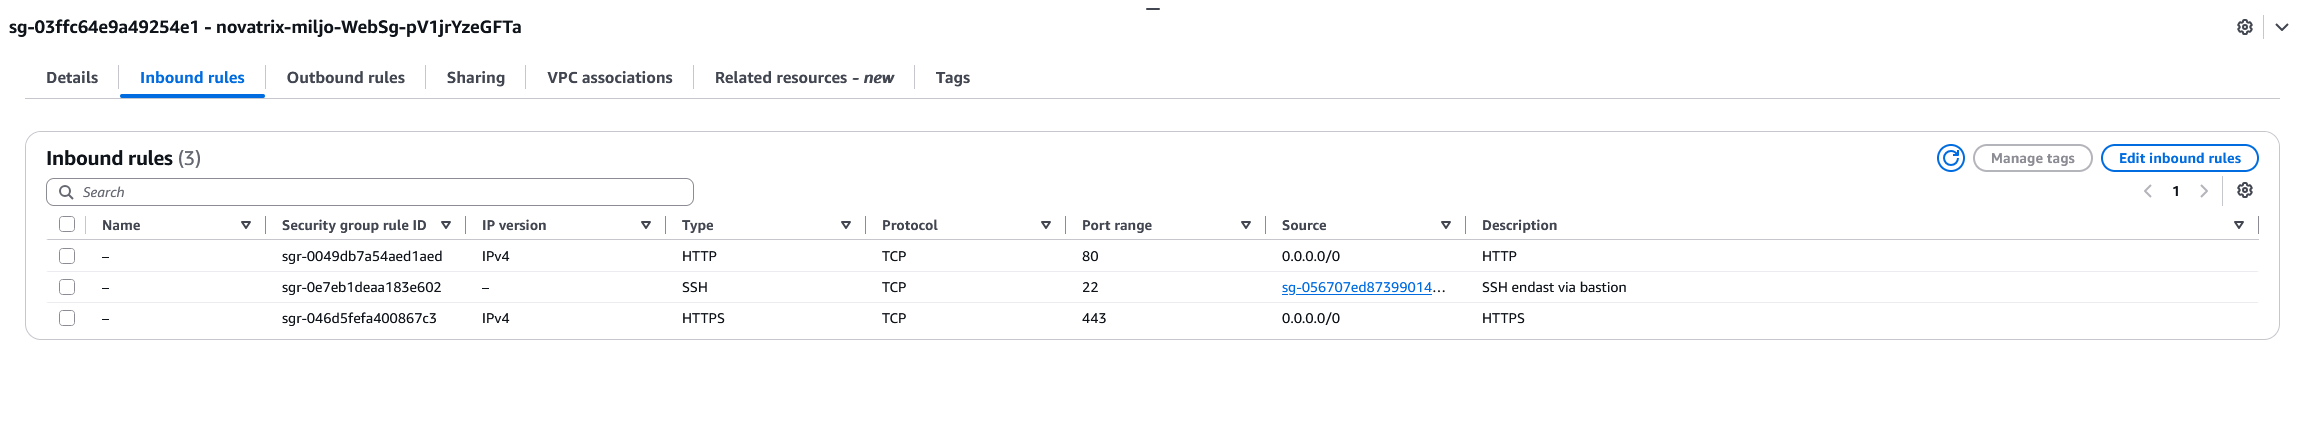 sg-03ffc64e9a49254e1 - novatrix-miljo-WebSg-pV1jrYzeGFTa
Details Inbound rules Outbound rules Sharing VPC associations Related resources - new Tags
Inbound rules (3) Manage tags Edit inbound rules
Search 1
Name Security group rule ID IP version Type Protocol Port range Source Description
– sgr-0049db7a54aed1aed IPv4 HTTP TCP 80 0.0.0.0/0 HTTP
– sgr-0e7eb1deaa183e602 – SSH TCP 22 sg-056707ed87399014... SSH endast via bastion
– sgr-046d5fefa400867c3 IPv4 HTTPS TCP 443 0.0.0.0/0 HTTPS